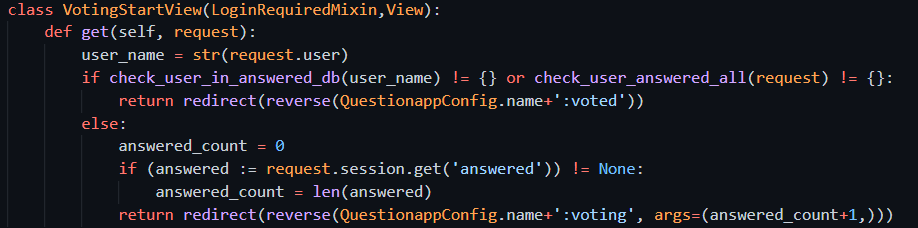 class VotingStartView(LoginRequiredMixin,View):
    def get(self, request):
        user_name = str(request.user)
        if check_user_in_answered_db(user_name) != {} or check_user_answered_all(request) != {}:
            return redirect(reverse(QuestionappConfig.name+':voted'))
        else:
            answered_count = 0
            if (answered := request.session.get('answered')) != None:
                answered_count = len(answered)
            return redirect(reverse(QuestionappConfig.name+':voting', args=(answered_count+1,)))